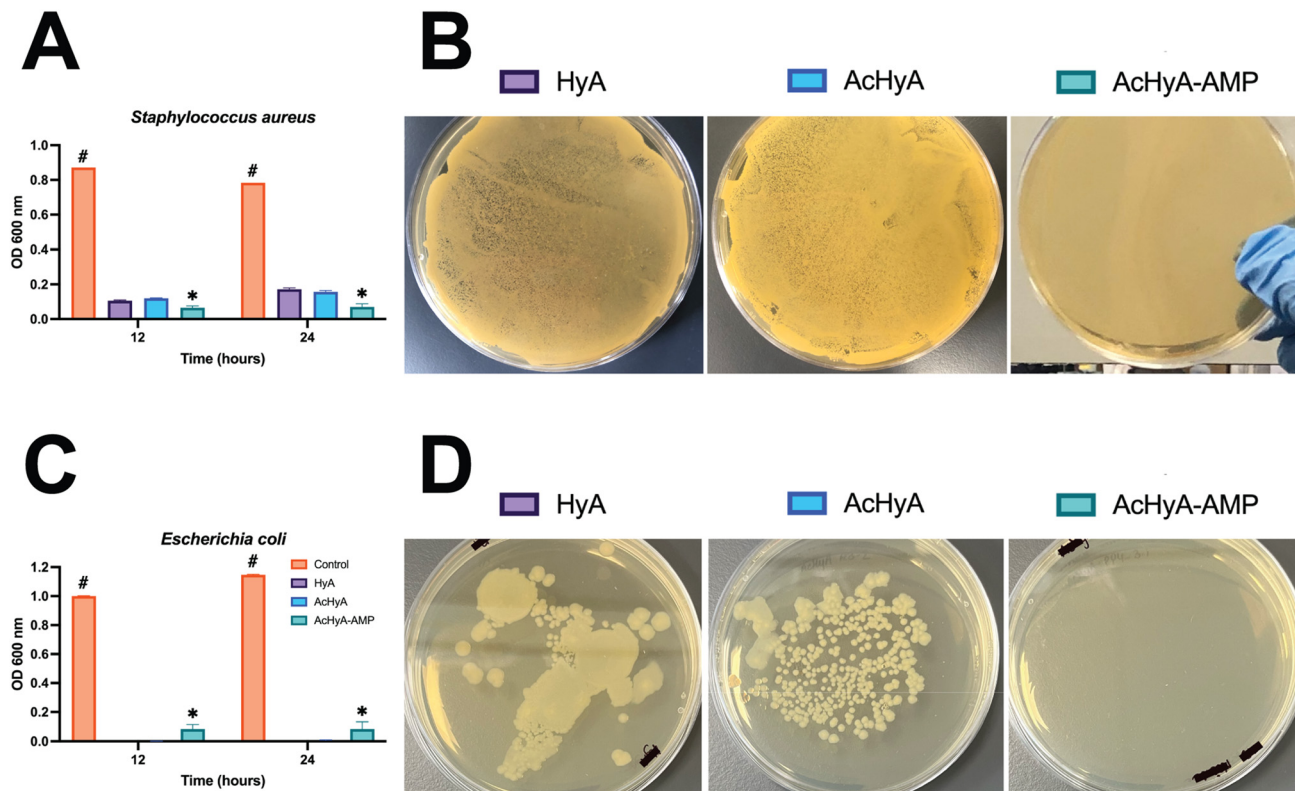 A
B
HyA
AcHyA
AcHyA-AMP
Staphylococcus aureus
#
#
*
*
1.0
0.8
0.6
0.4
0.2
0.0
OD 600 nm
12
24
Time (hours)
C
D
HyA
AcHyA
AcHyA-AMP
Escherichia coli
Control
HyA
AcHyA
AcHyA-AMP
#
#
*
*
1.2
1.0
0.8
0.6
0.4
0.2
0.0
OD 600 nm
12
24
Time (hours)